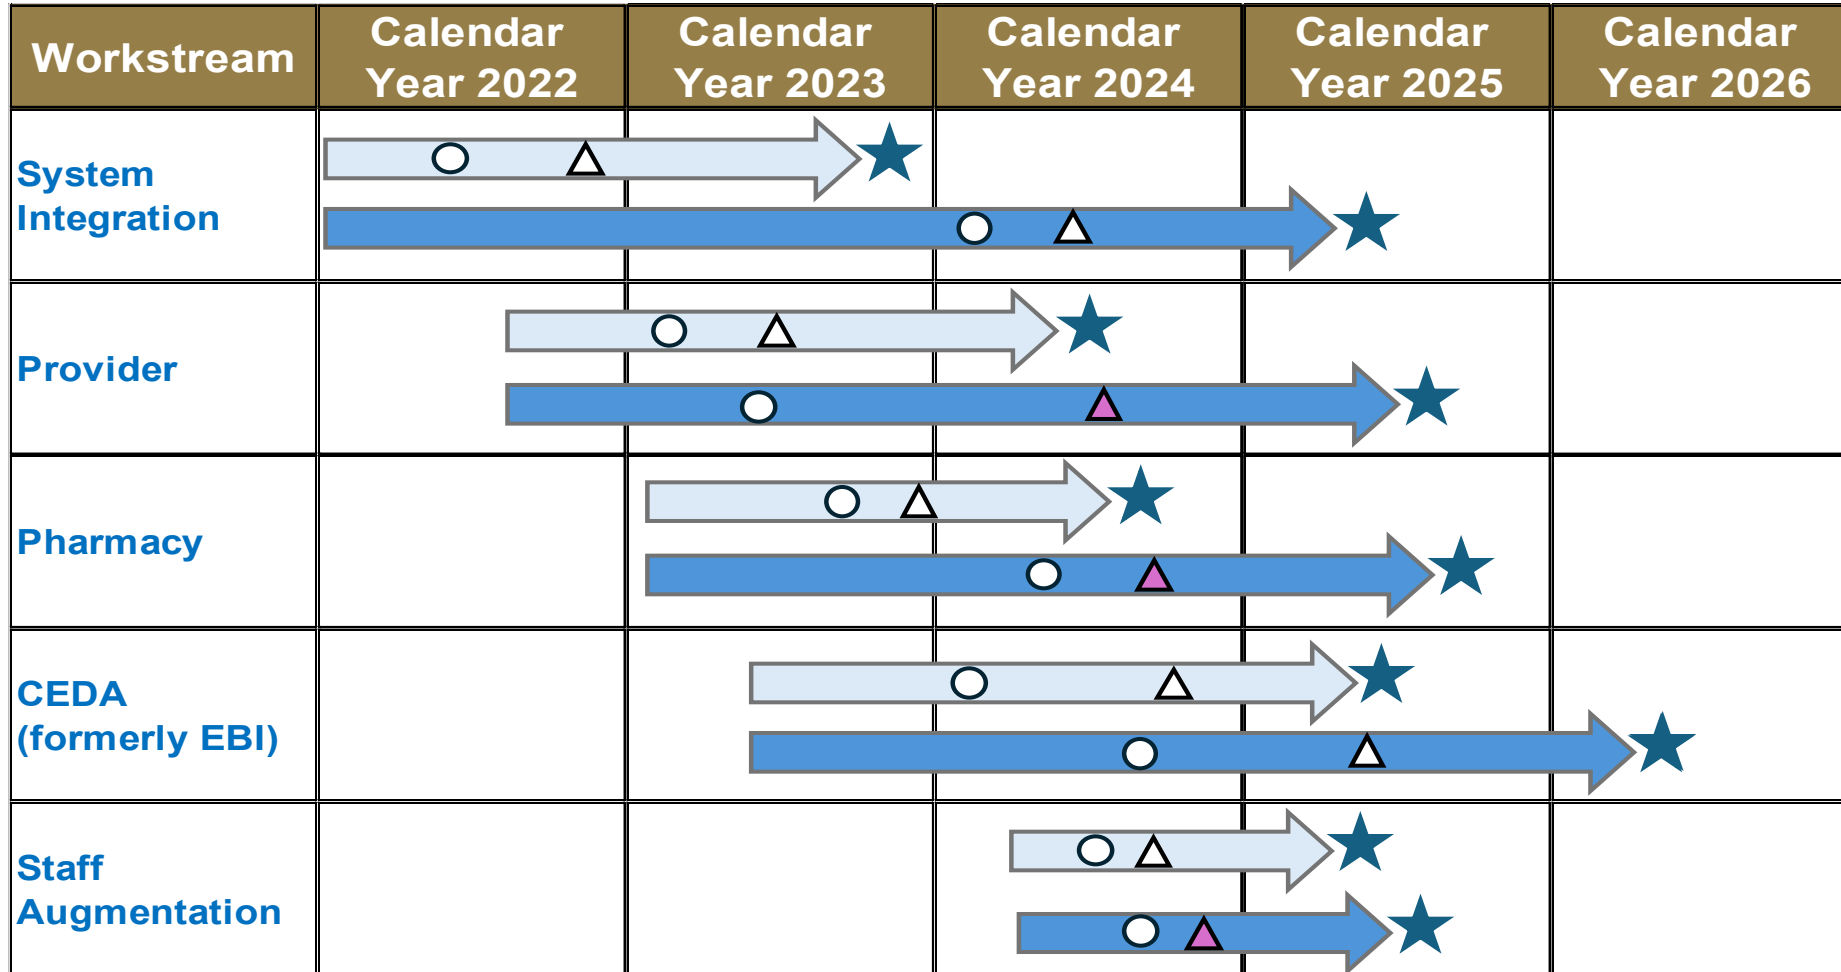 Workstream
Calendar
Year 2022
Calendar
Year 2023
Calendar
Year 2024
Calendar
Year 2025
Calendar
Year 2026
System
Integration
Provider
Pharmacy
CEDA
(formerly EBI)
Staff
Augmentation